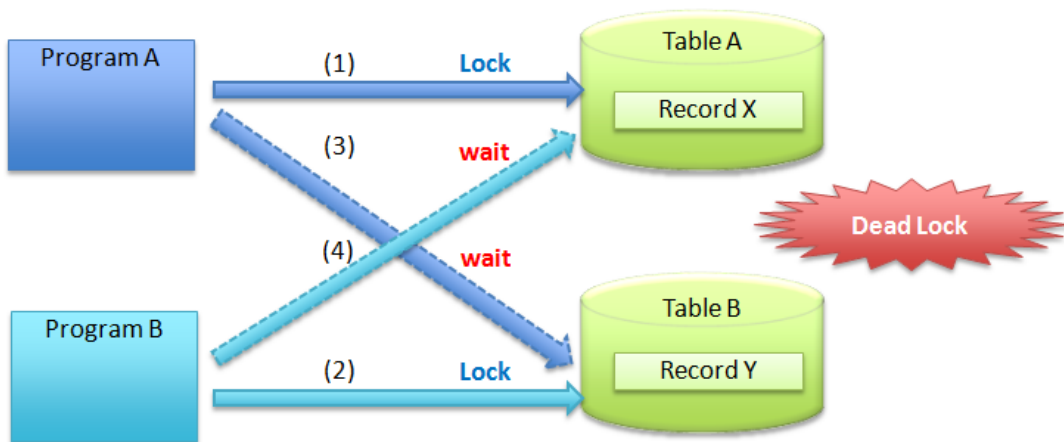 Program A
(1)
Lock
Table A
Record X
(3)
wait
Dead Lock
(4)
wait
Program B
(2)
Lock
Table B
Record Y